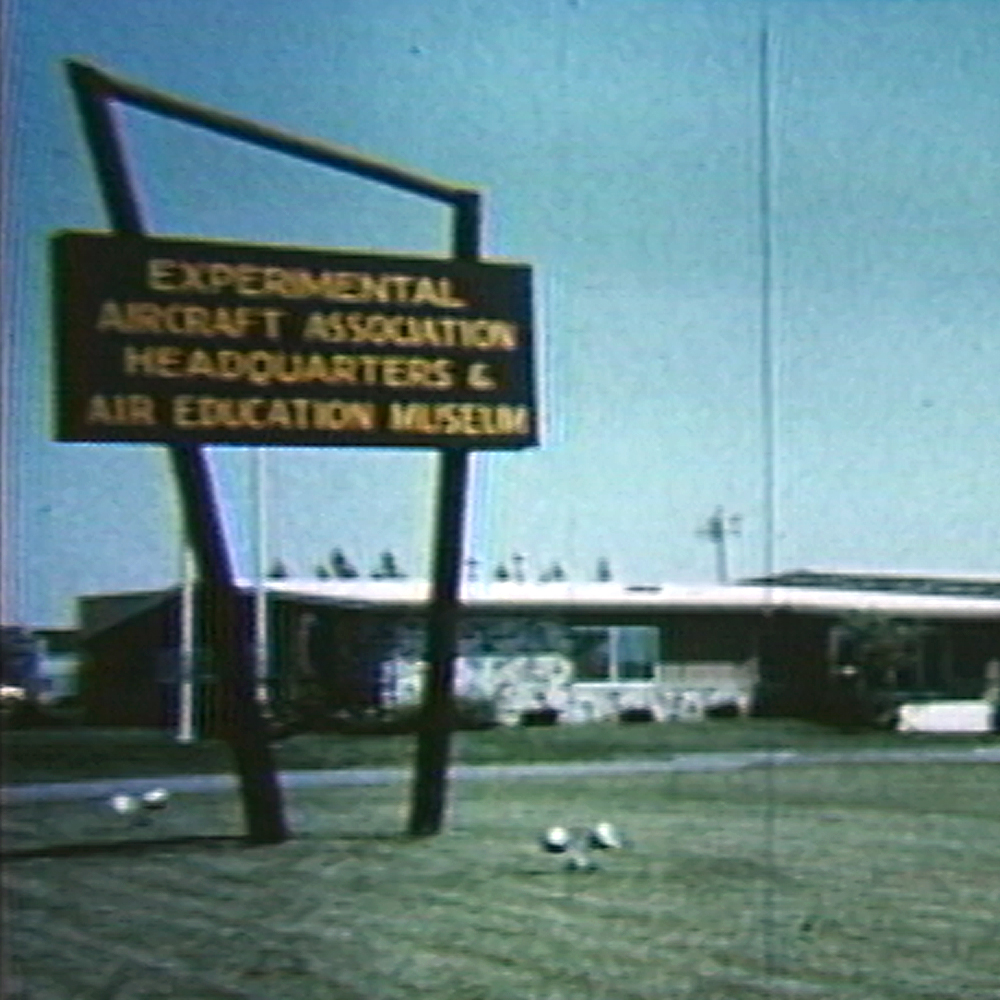 EXPERIMENTAL
AIRCRAFT ASSOCIATION
HEADQUARTERS &
AIR EDUCATION MUSEUM